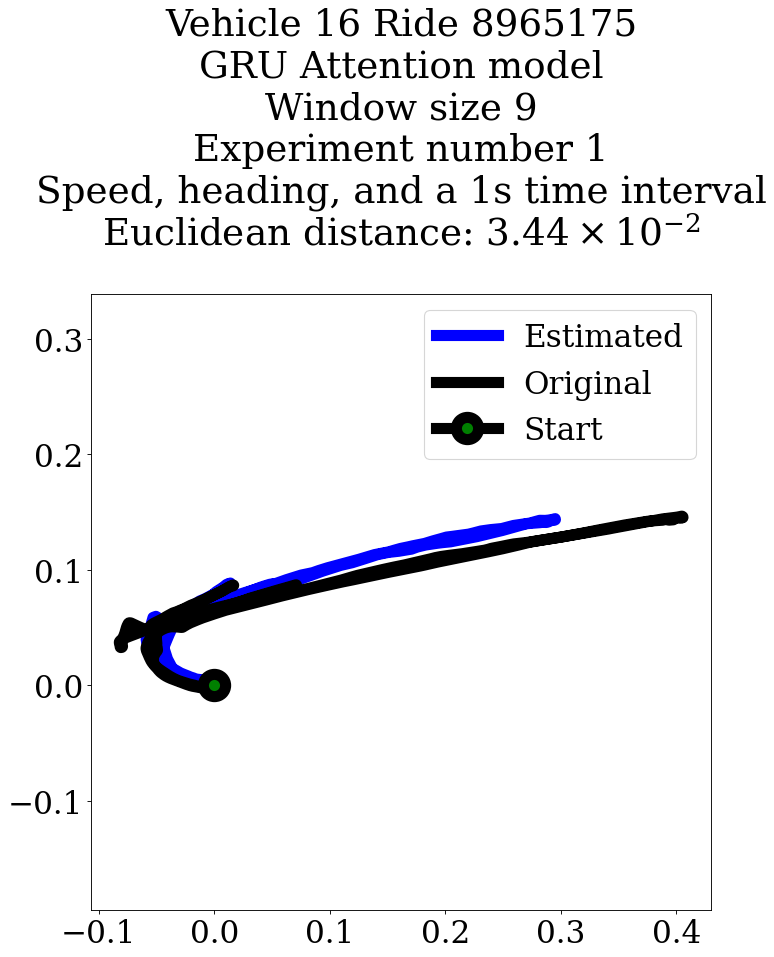 Vehicle 16 Ride 8965175
GRU Attention model
Window size 9
Experiment number 1
Speed, heading, and a 1s time interval
Euclidean distance: 3.44 × 10⁻²
Estimated
Original
Start
0.3
0.2
0.1
0.0
−0.1
−0.1 0.0 0.1 0.2 0.3 0.4